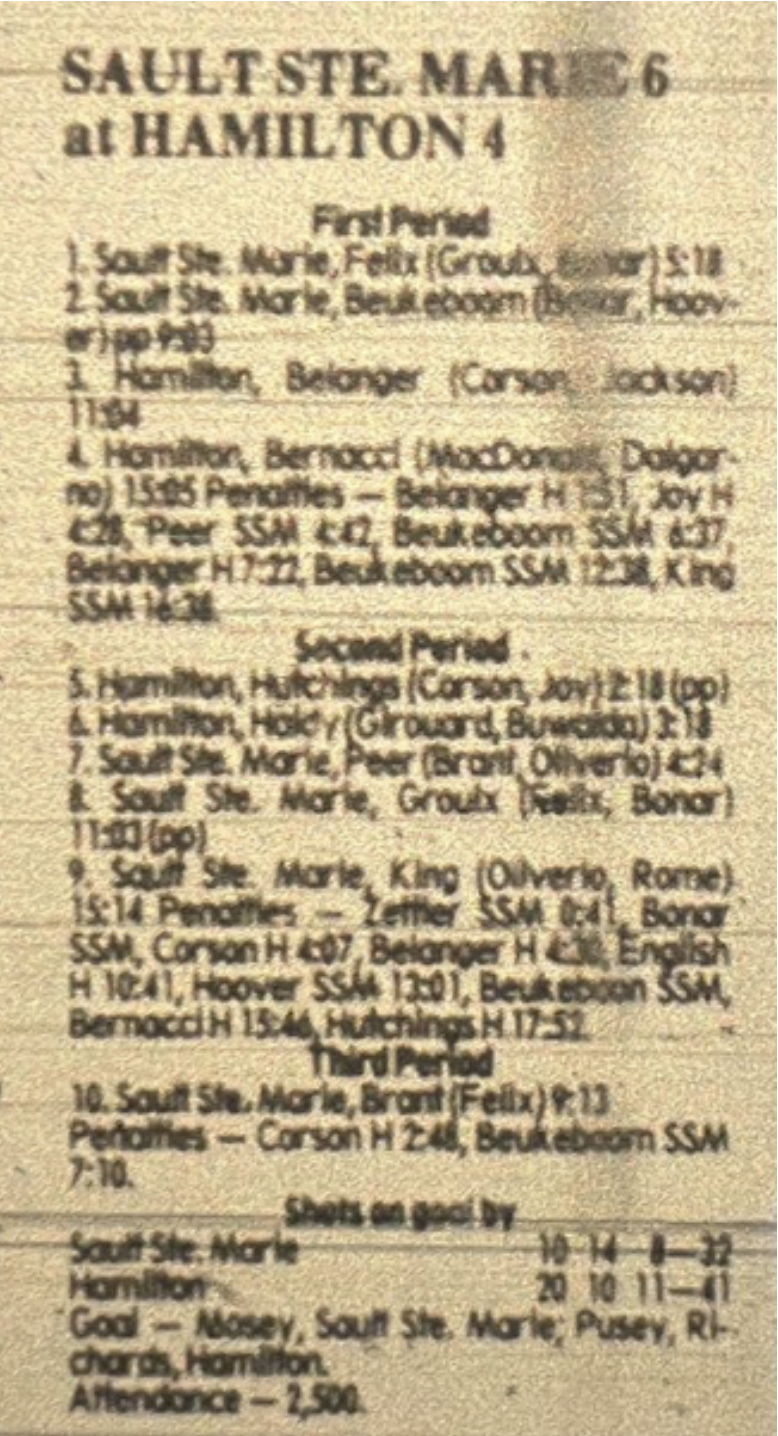 SAULT STE. MARIE 6
at HAMILTON 4
First Period
1. Sault Ste. Marie, Felix (Groulx, Bonar) 5:18
2. Sault Ste. Marie, Beukeboom (Bonar, Hoov-
er) pp 9:03
3. Hamilton, Belanger (Carson, Jackson)
11:04
4. Hamilton, Bernacci (MacDonald, Dalgar-
no) 15:05 Penalties — Belanger H Joy H
4:28, Peer SSM 4:42, Beukeboom SSM 6:37,
Belanger H 7:22, Beukeboom SSM 12:38, King
SSM 16:38.
Second Period
5. Hamilton, Hutchings (Carson, Joy) 2:18 (pp)
6. Hamilton, Haidy (Girouard, Buwalda) 3:18
7. Sault Ste. Marie, Peer (Brant, Oliverio) 4:24
8. Sault Ste. Marie, Groulx (Felix, Bonar)
11:03 (pp)
9. Sault Ste. Marie, King (Oliverio, Rome)
15:14 Penalties — Zettler SSM 0:41, Bonar
SSM, Carson H 4:07, Belanger H English
H 10:41, Hoover SSM 13:01, Beukeboon SSM,
Bernacci H 15:46, Hutchings H 17:52.
Third Period
10. Sault Ste. Marie, Brant (Felix) 9:13
Penalties — Carson H 2:48, Beukeboom SSM
7:10.
Shots on goal by
Sault Ste. Marie 10 14 8—32
Hamilton 20 10 11—41
Goal — Mosey, Sault Ste. Marie; Pusey, Ri-
chards, Hamilton.
Attendance — 2,500.